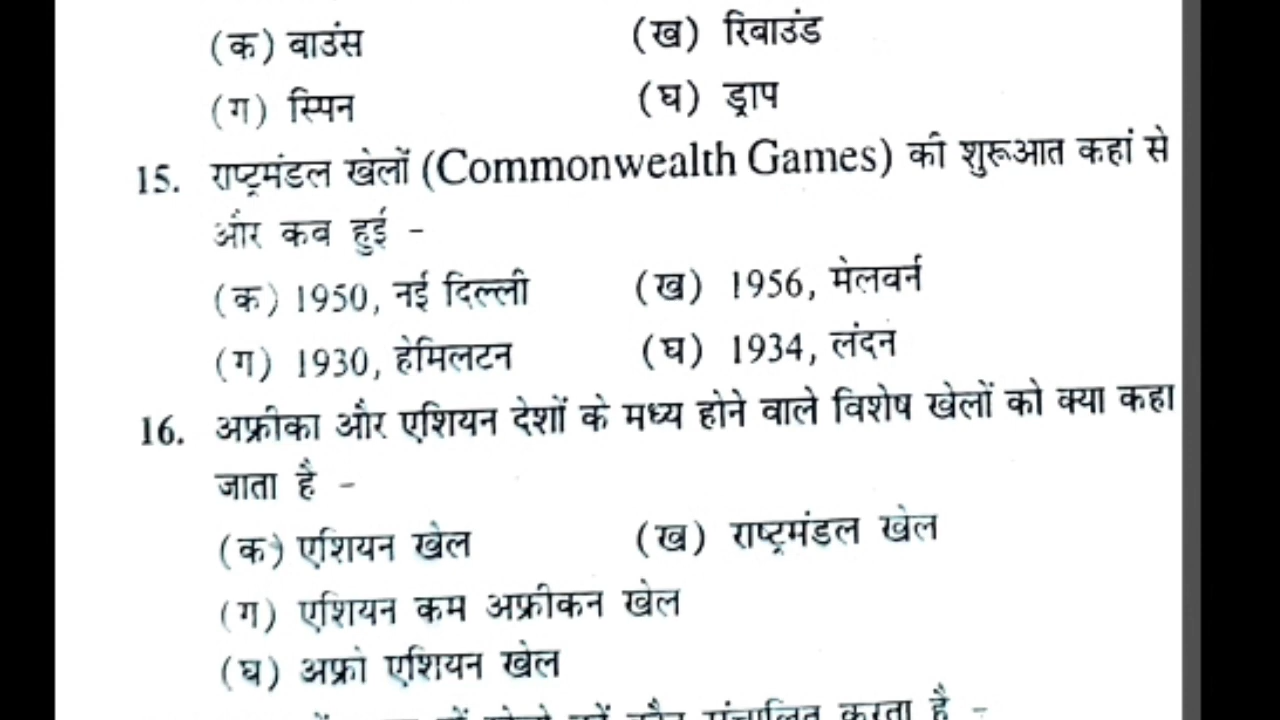 (क) बाउंस (ख) रिबाउंड
(ग) स्पिन (घ) ड्राप
15. राष्ट्रमंडल खेलों (Commonwealth Games) की शुरूआत कहां से
और कब हुई -
(क) 1950, नई दिल्ली (ख) 1956, मेलबर्न
(ग) 1930, हेमिलटन (घ) 1934, लंदन
16. अफ्रीका और एशियन देशों के मध्य होने वाले विशेष खेलों को क्या कहा
जाता है -
(क) एशियन खेल (ख) राष्ट्रमंडल खेल
(ग) एशियन कम अफ्रीकन खेल
(घ) अफ्रो एशियन खेल
कौन संचालित करता है -